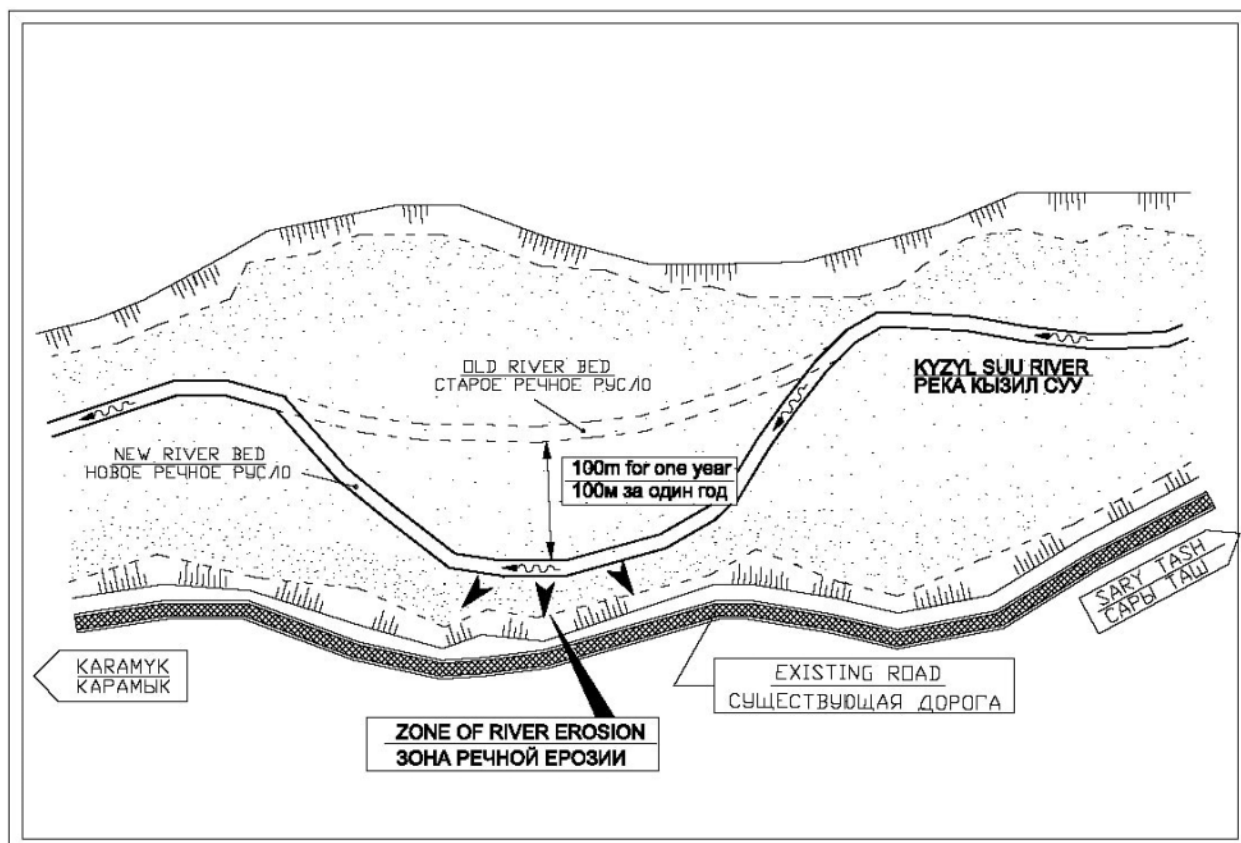 OLD RIVER BED
СТАРОЕ РЕЧНОЕ РУСЛО
KYZYL SUU RIVER
РЕКА КЫЗИЛ СУУ
NEW RIVER BED
НОВОЕ РЕЧНОЕ РУСЛО
100m for one year
100м за один год
SARY TASH
САРЫ ТАШ
KARAMYK
КАРАМЫК
EXISTING ROAD
СУЩЕСТВУЮЩАЯ ДОРОГА
ZONE OF RIVER EROSION
ЗОНА РЕЧНОЙ ЕРОЗИИ